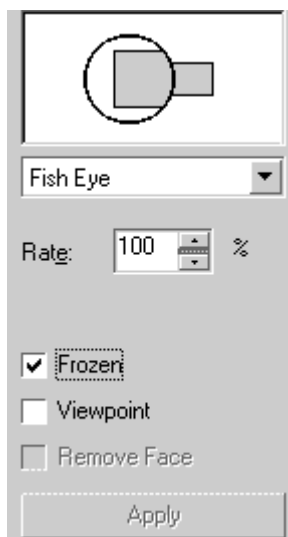 Fish Eye
Rate: 100 %
Frozen
Viewpoint
Remove Face
Apply